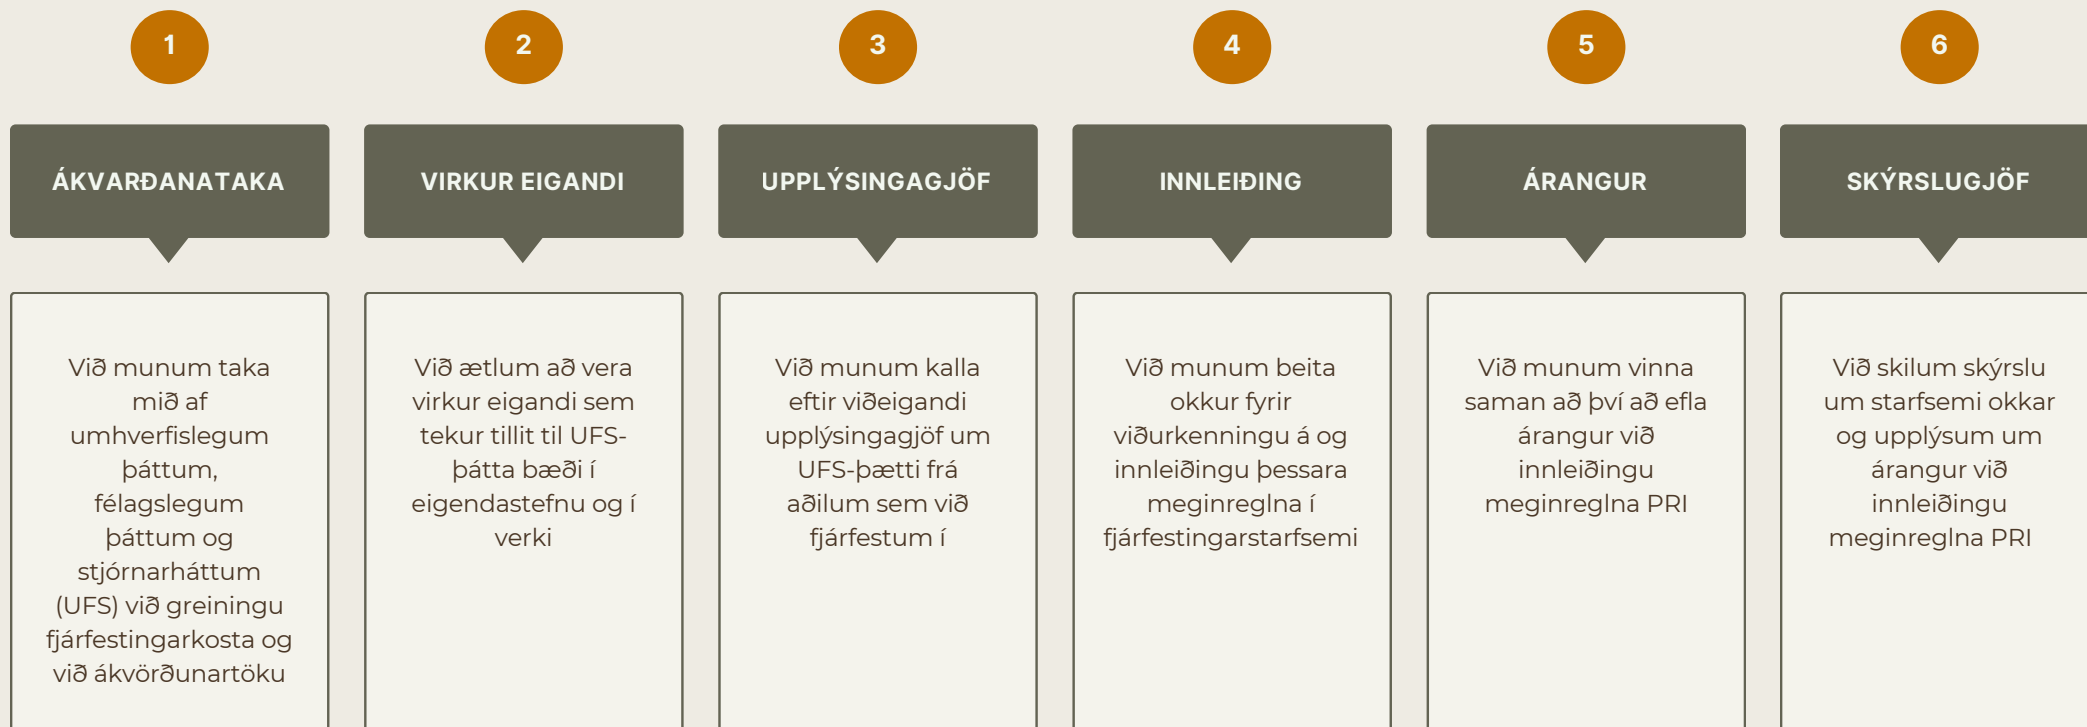 1
ÁKVARÐANATAKA
Við munum taka
mið af
umhverfislegum
þáttum,
félagslegum
þáttum og
stjórnarháttum
(UFS) við greiningu
fjárfestingarkosta og
við ákvörðunartöku
2
VIRKUR EIGANDI
Við ætlum að vera
virkur eigandi sem
tekur tillit til UFS-
þátta bæði í
eigendastefnu og í
verki
3
UPPLÝSINGAGJÖF
Við munum kalla
eftir viðeigandi
upplýsingagjöf um
UFS-þætti frá
aðilum sem við
fjárfestum í
4
INNLEIÐING
Við munum beita
okkur fyrir
viðurkenningu á og
innleiðingu þessara
meginreglna í
fjárfestingarstarfsemi
5
ÁRANGUR
Við munum vinna
saman að því að efla
árangur við
innleiðingu
meginreglna PRI
6
SKÝRSLUGJÖF
Við skilum skýrslu
um starfsemi okkar
og upplýsum um
árangur við
innleiðingu
meginreglna PRI